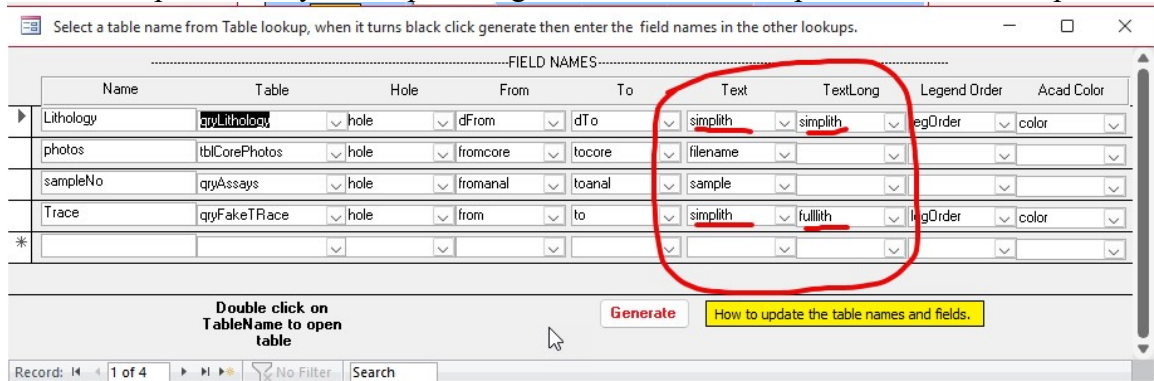 Select a table name from Table lookup, when it turns black click generate then enter the field names in the other lookups.
FIELD NAMES
Name Table Hole From To Text TextLong Legend Order Acad Color
Lithology qryLithology hole dFrom dTo simplith simplith egOrder color
photos tblCorePhotos hole fromcore tocore filename
sampleNo qryAssays hole fromanal toanal sample
Trace qryFakeTRace hole from to simplith fulllith legOrder color
Double click on
TableName to open
table
Generate How to update the table names and fields.
Record: 1 of 4 No Filter Search